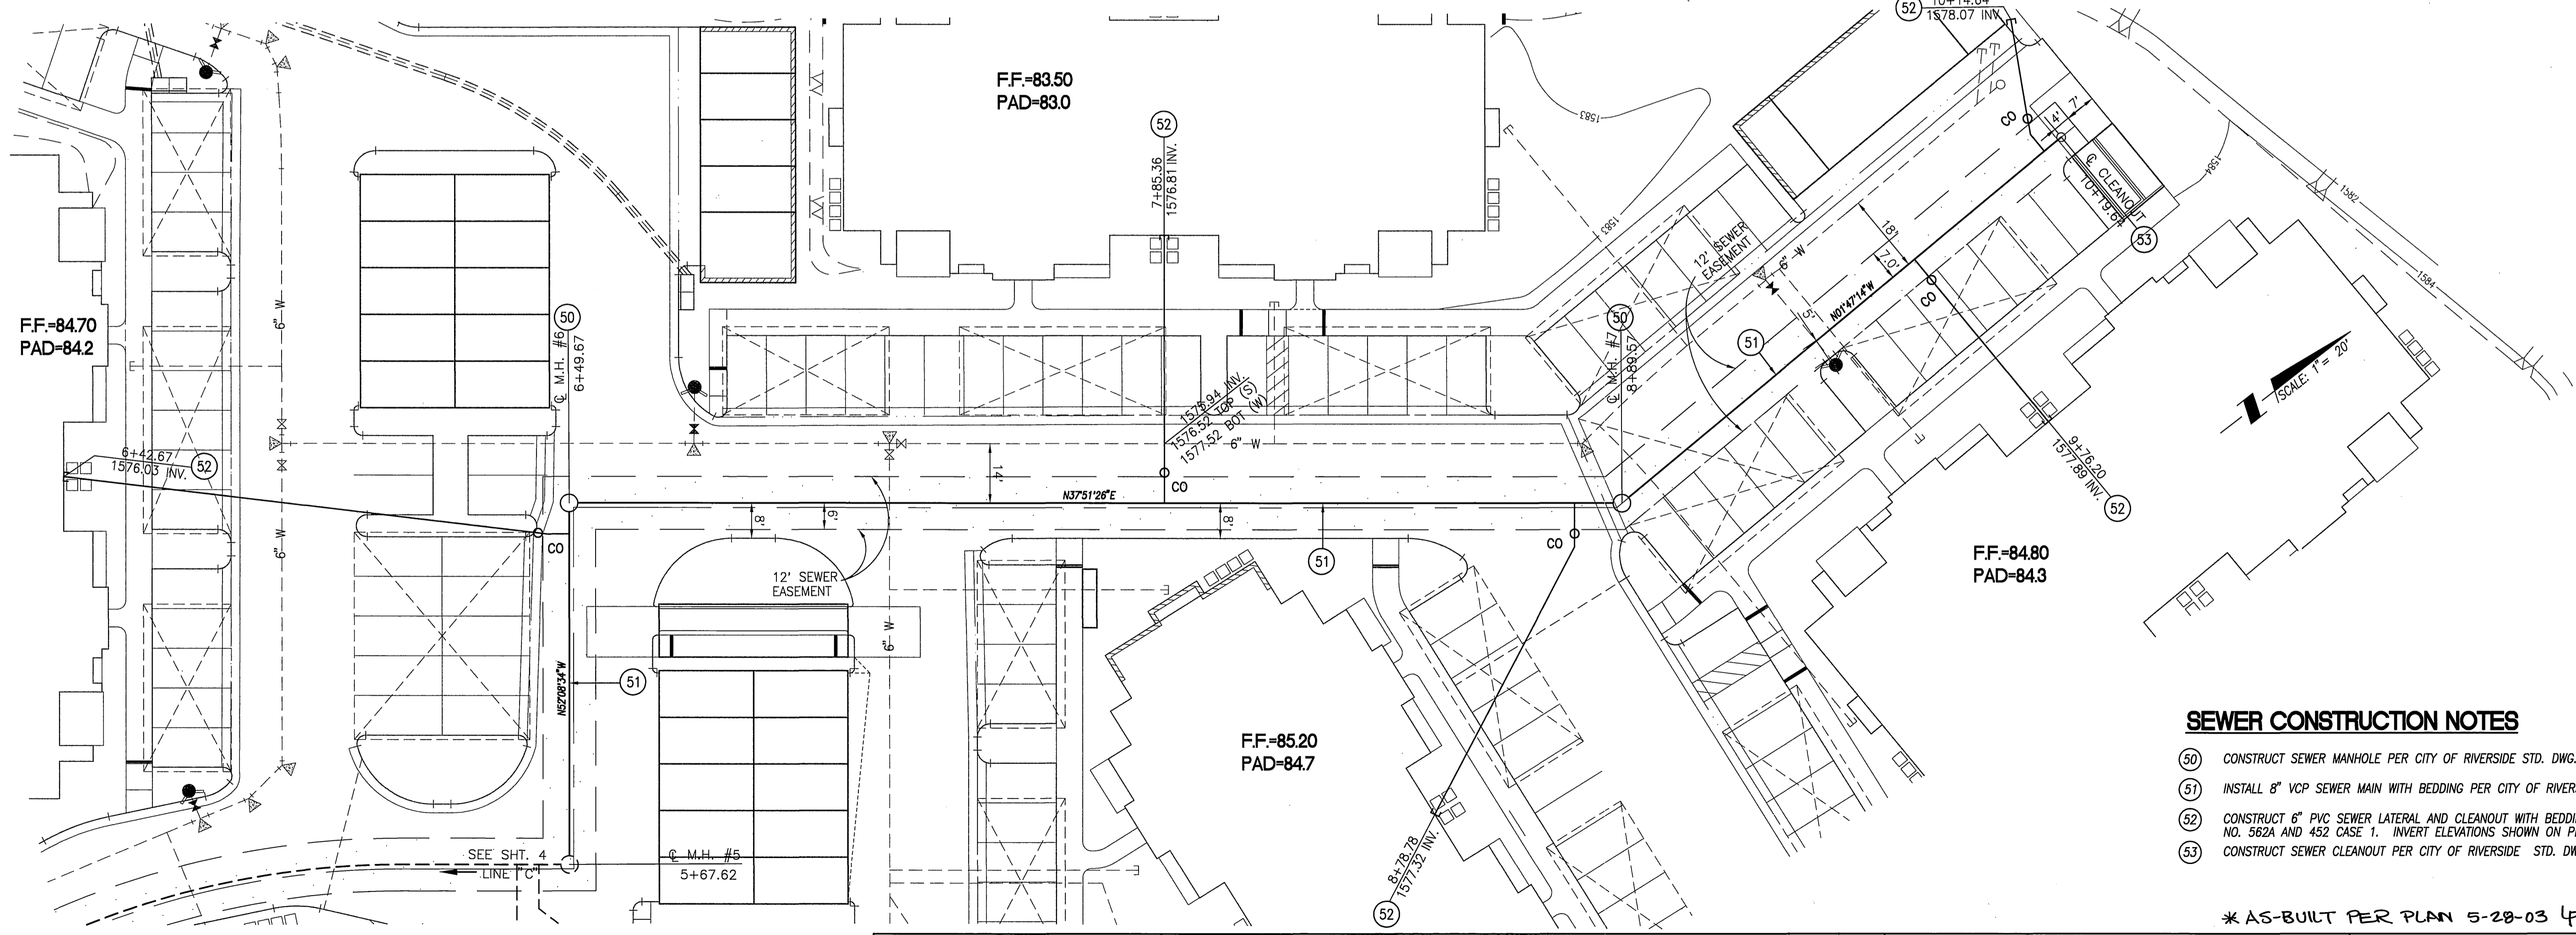 52
10+14.64
1578.07 INV.
F.F.=83.50
PAD=83.0
52
7+85.36
1576.81 INV.
1583
CO
4'
7'
℄ CLEANOUT
10+19.6
53
1584
1582
1584
12' SEWER
EASEMENT
6" W
18'
7.0'
N01°47'14"W
5'
CO
51
F.F.=84.70
PAD=84.2
6" W
50
℄ M.H. #6
6+49.67
1583
50
℄ M.H. #7
8+89.57
SCALE: 1"= 20'
1575.94 INV.
1576.52 TOP (S)
1577.52 BOT (W)
6" W
6+42.67
1576.03 INV.
52
14'
CO
N37°51'26"E
9+76.20
1577.89 INV.
52
6" W
8'
6'
8'
CO
CO
51
12' SEWER
EASEMENT
F.F.=84.80
PAD=84.3
6" W
N52°08'34"W
51
F.F.=85.20
PAD=84.7
SEE SHT. 4
LINE "C"
℄ M.H. #5
5+67.62
8+78.78
1577.32 INV.
52
SEWER CONSTRUCTION NOTES
50 CONSTRUCT SEWER MANHOLE PER CITY OF RIVERSIDE STD. DWG.
51 INSTALL 8" VCP SEWER MAIN WITH BEDDING PER CITY OF RIVER
52 CONSTRUCT 6" PVC SEWER LATERAL AND CLEANOUT WITH BEDDI
NO. 562A AND 452 CASE 1. INVERT ELEVATIONS SHOWN ON P
53 CONSTRUCT SEWER CLEANOUT PER CITY OF RIVERSIDE STD. DW
* AS-BUILT PER PLAN 5-28-03